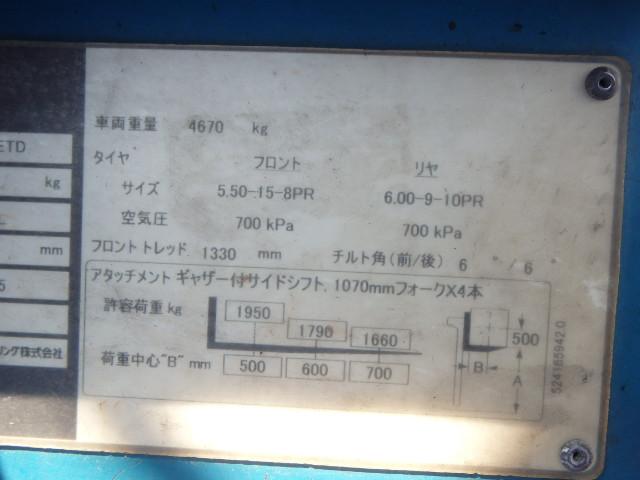 ETD
kg
mm
5
リング株式会社
車両重量 4670 kg
タイヤ フロント リヤ
サイズ 5.50-15-8PR 6.00-9-10PR
空気圧 700 kPa 700 kPa
フロントトレッド 1330 mm チルト角(前/後) 6 °/6
アタッチメント ギャザー付サイドシフト, 1070mmフォークX4本
許容荷重 kg 1950 1790 1660
荷重中心"B" mm 500 600 700
500
B
A